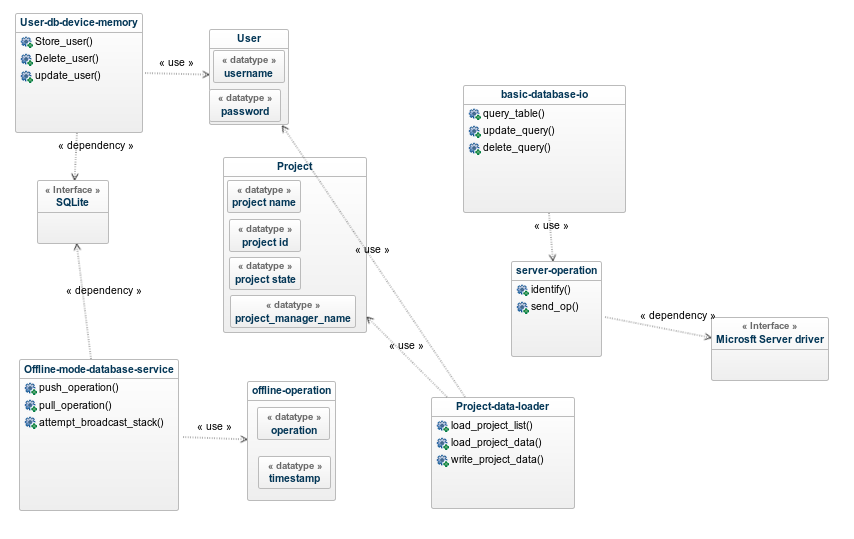 User-db-device-memory
Store_user()
Delete_user()
update_user()
« use »
User
« datatype »
username
« datatype »
password
« dependency »
« Interface »
SQLite
« dependency »
Project
« datatype »
project name
« datatype »
project id
« datatype »
project state
« datatype »
project_manager_name
« use »
« use »
basic-database-io
query_table()
update_query()
delete_query()
« use »
server-operation
identify()
send_op()
« dependency »
« Interface »
Microsft Server driver
Offline-mode-database-service
push_operation()
pull_operation()
attempt_broadcast_stack()
« use »
offline-operation
« datatype »
operation
« datatype »
timestamp
Project-data-loader
load_project_list()
load_project_data()
write_project_data()